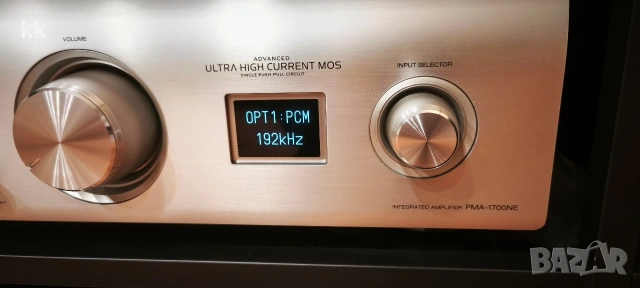 kk
VOLUME
ADVANCED
ULTRA HIGH CURRENT MOS
SINGLE PUSH-PULL CIRCUIT
INPUT SELECTOR
OPT1:PCM
192kHz
INTEGRATED AMPLIFIER PMA-1700NE
BAZAR